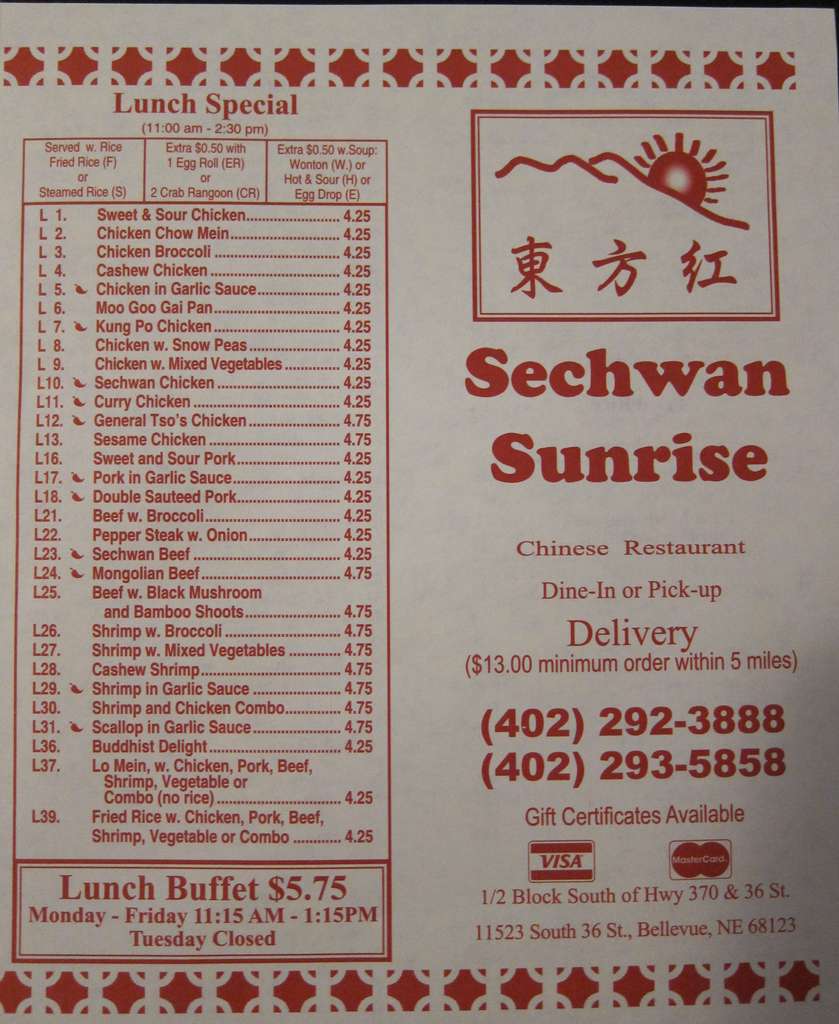 Lunch Special
(11:00 am - 2:30 pm)
Served w. Rice
Fried Rice (F)
or
Steamed Rice (S)
Extra $0.50 with
1 Egg Roll (ER)
or
2 Crab Rangoon (CR)
Extra $0.50 w.Soup:
Wonton (W.) or
Hot & Sour (H) or
Egg Drop (E)
L 1. Sweet & Sour Chicken 4.25
L 2. Chicken Chow Mein 4.25
L 3. Chicken Broccoli 4.25
L 4. Cashew Chicken 4.25
L 5. Chicken in Garlic Sauce 4.25
L 6. Moo Goo Gai Pan 4.25
L 7. Kung Po Chicken 4.25
L 8. Chicken w. Snow Peas 4.25
L 9. Chicken w. Mixed Vegetables 4.25
L10. Sechwan Chicken 4.25
L11. Curry Chicken 4.25
L12. General Tso's Chicken 4.75
L13. Sesame Chicken 4.75
L16. Sweet and Sour Pork 4.25
L17. Pork in Garlic Sauce 4.25
L18. Double Sauteed Pork 4.25
L21. Beef w. Broccoli 4.25
L22. Pepper Steak w. Onion 4.25
L23. Sechwan Beef 4.25
L24. Mongolian Beef 4.75
L25. Beef w. Black Mushroom
and Bamboo Shoots 4.75
L26. Shrimp w. Broccoli 4.75
L27. Shrimp w. Mixed Vegetables 4.75
L28. Cashew Shrimp 4.75
L29. Shrimp in Garlic Sauce 4.75
L30. Shrimp and Chicken Combo 4.75
L31. Scallop in Garlic Sauce 4.75
L36. Buddhist Delight 4.25
L37. Lo Mein, w. Chicken, Pork, Beef,
Shrimp, Vegetable or
Combo (no rice) 4.25
L39. Fried Rice w. Chicken, Pork, Beef,
Shrimp, Vegetable or Combo 4.25
Lunch Buffet $5.75
Monday - Friday 11:15 AM - 1:15PM
Tuesday Closed
東方紅
Sechwan
Sunrise
Chinese Restaurant
Dine-In or Pick-up
Delivery
($13.00 minimum order within 5 miles)
(402) 292-3888
(402) 293-5858
Gift Certificates Available
VISA MasterCard
1/2 Block South of Hwy 370 & 36 St.
11523 South 36 St., Bellevue, NE 68123